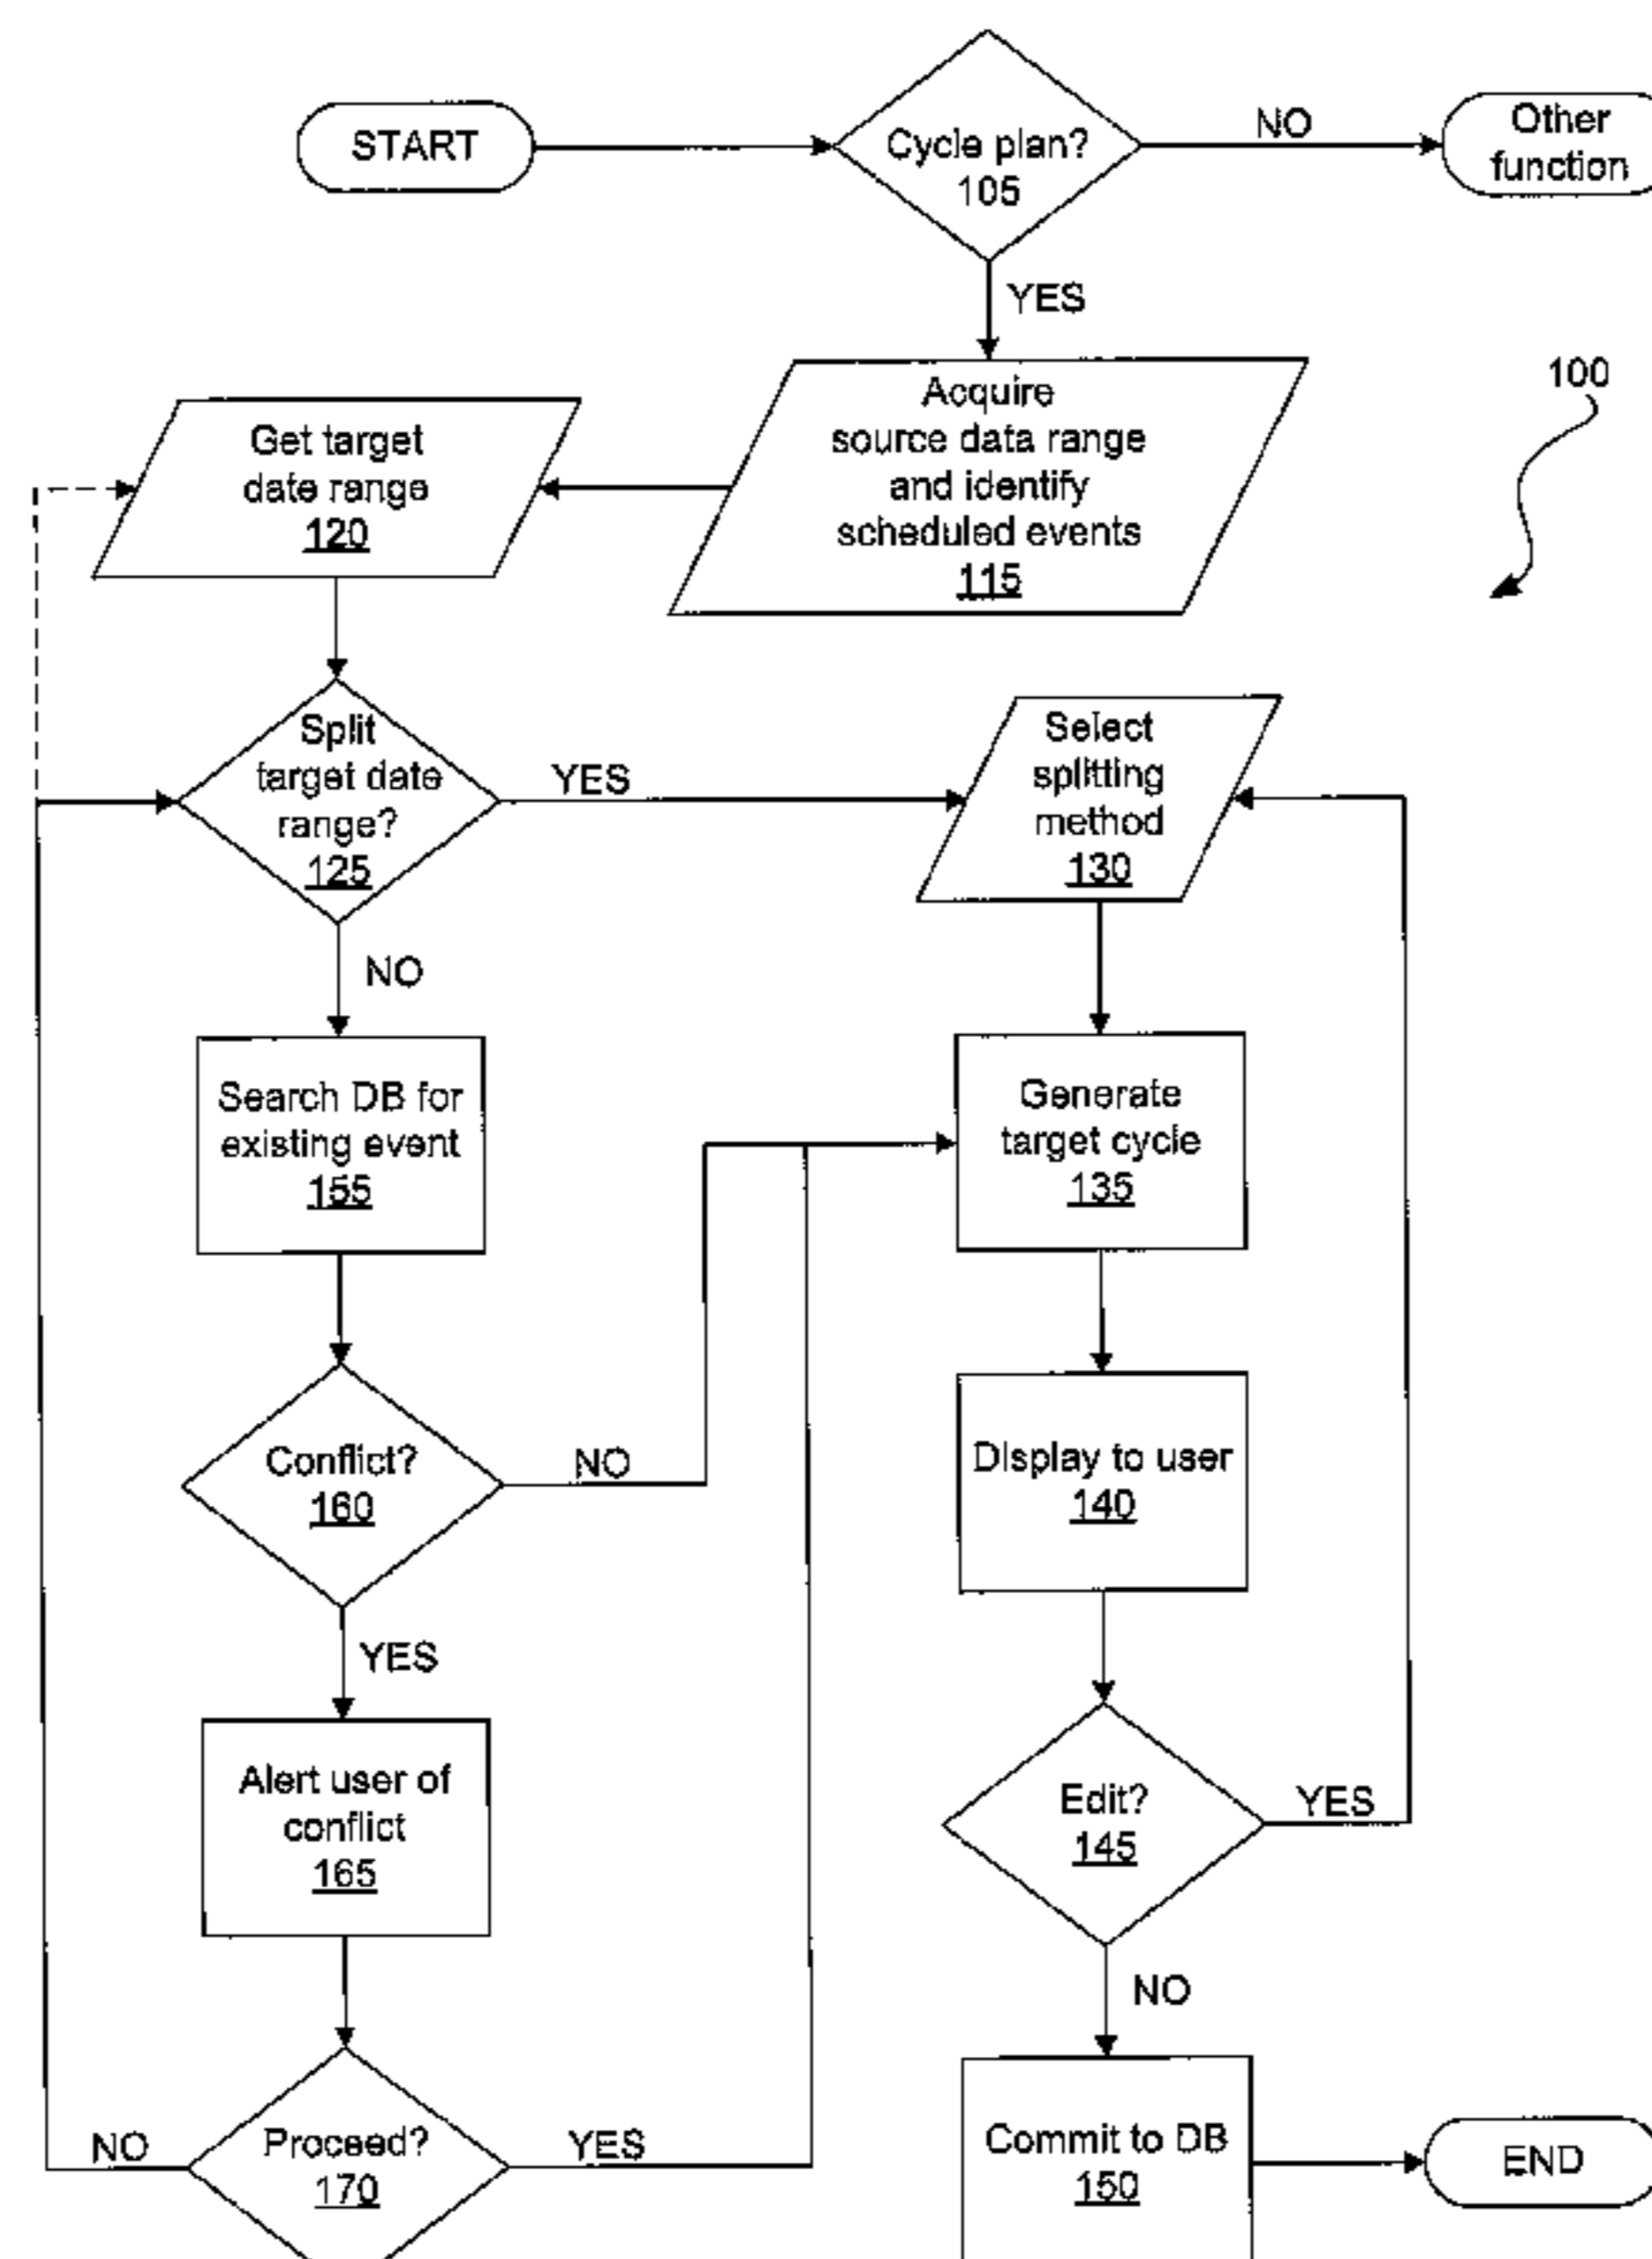 START
Cycle plan?
105
NO
Other
function
YES
Acquire
source data range
and identify
scheduled events
115
100
Get target
date range
120
Split
target date
range?
125
YES
Select
splitting
method
130
NO
Search DB for
existing event
155
Generate
target cycle
135
Conflict?
160
NO
Display to user
140
YES
Alert user of
conflict
165
Edit?
145
YES
NO
NO
Proceed?
170
YES
Commit to DB
150
END